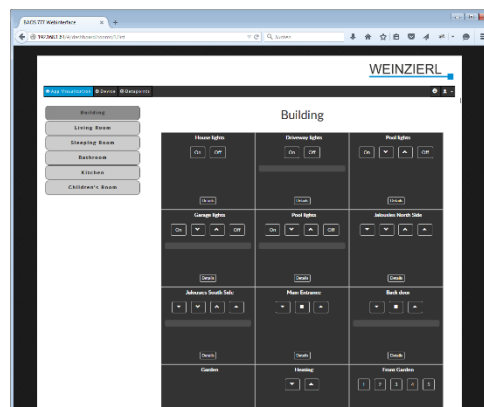 BAOS 777 Webinterface
Suchen
WEINZIERL
App Visualization Device Datapoints
Building
Living Room
Sleeping Room
Bathroom
Kitchen
Children's Room
Building
House lights Driveway lights Pool lights
On Off On Off On Off
Details Details Details
Garage lights Pool lights Jalousies North Side
On Off On Off
Details Details Details
Jalousies South Side Main Entrance Back door
Details Details Details
Garden Heating Front Garden
1 2 3 4 5